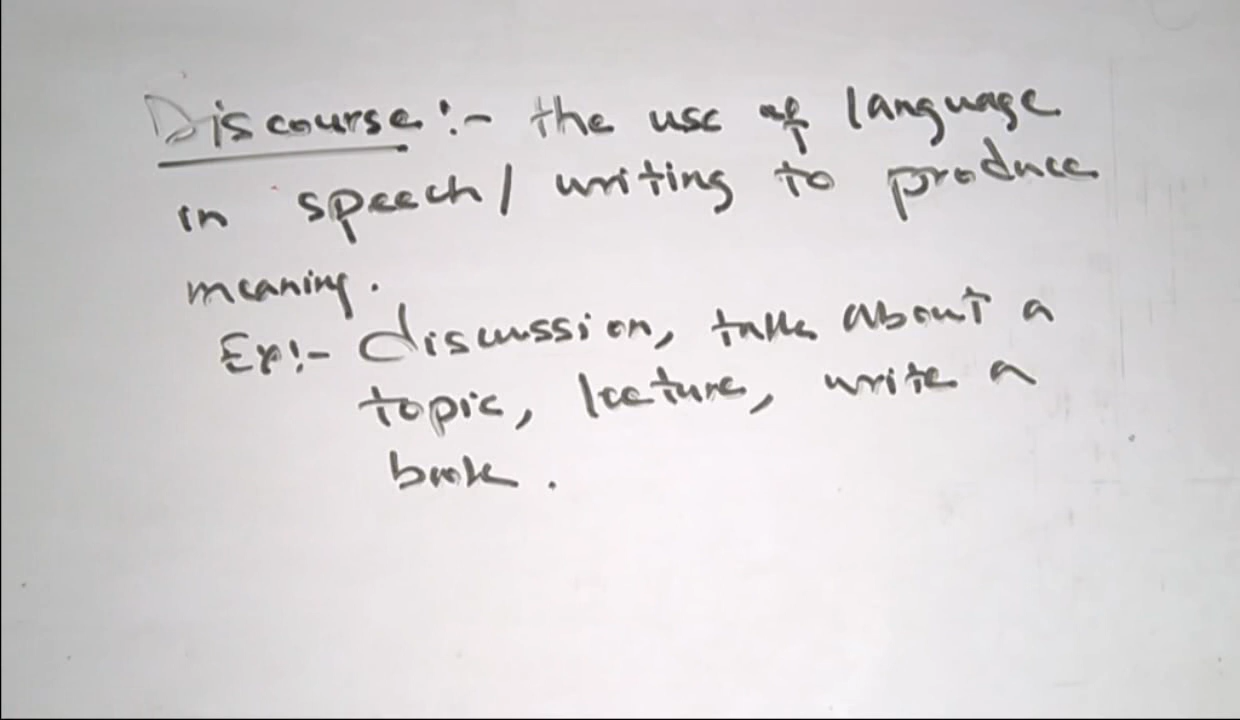 Discourse :- the use of language
in speech / writing to produce
meaning.
Ex:- discussion, talk about a
topic, lecture, write a
book.